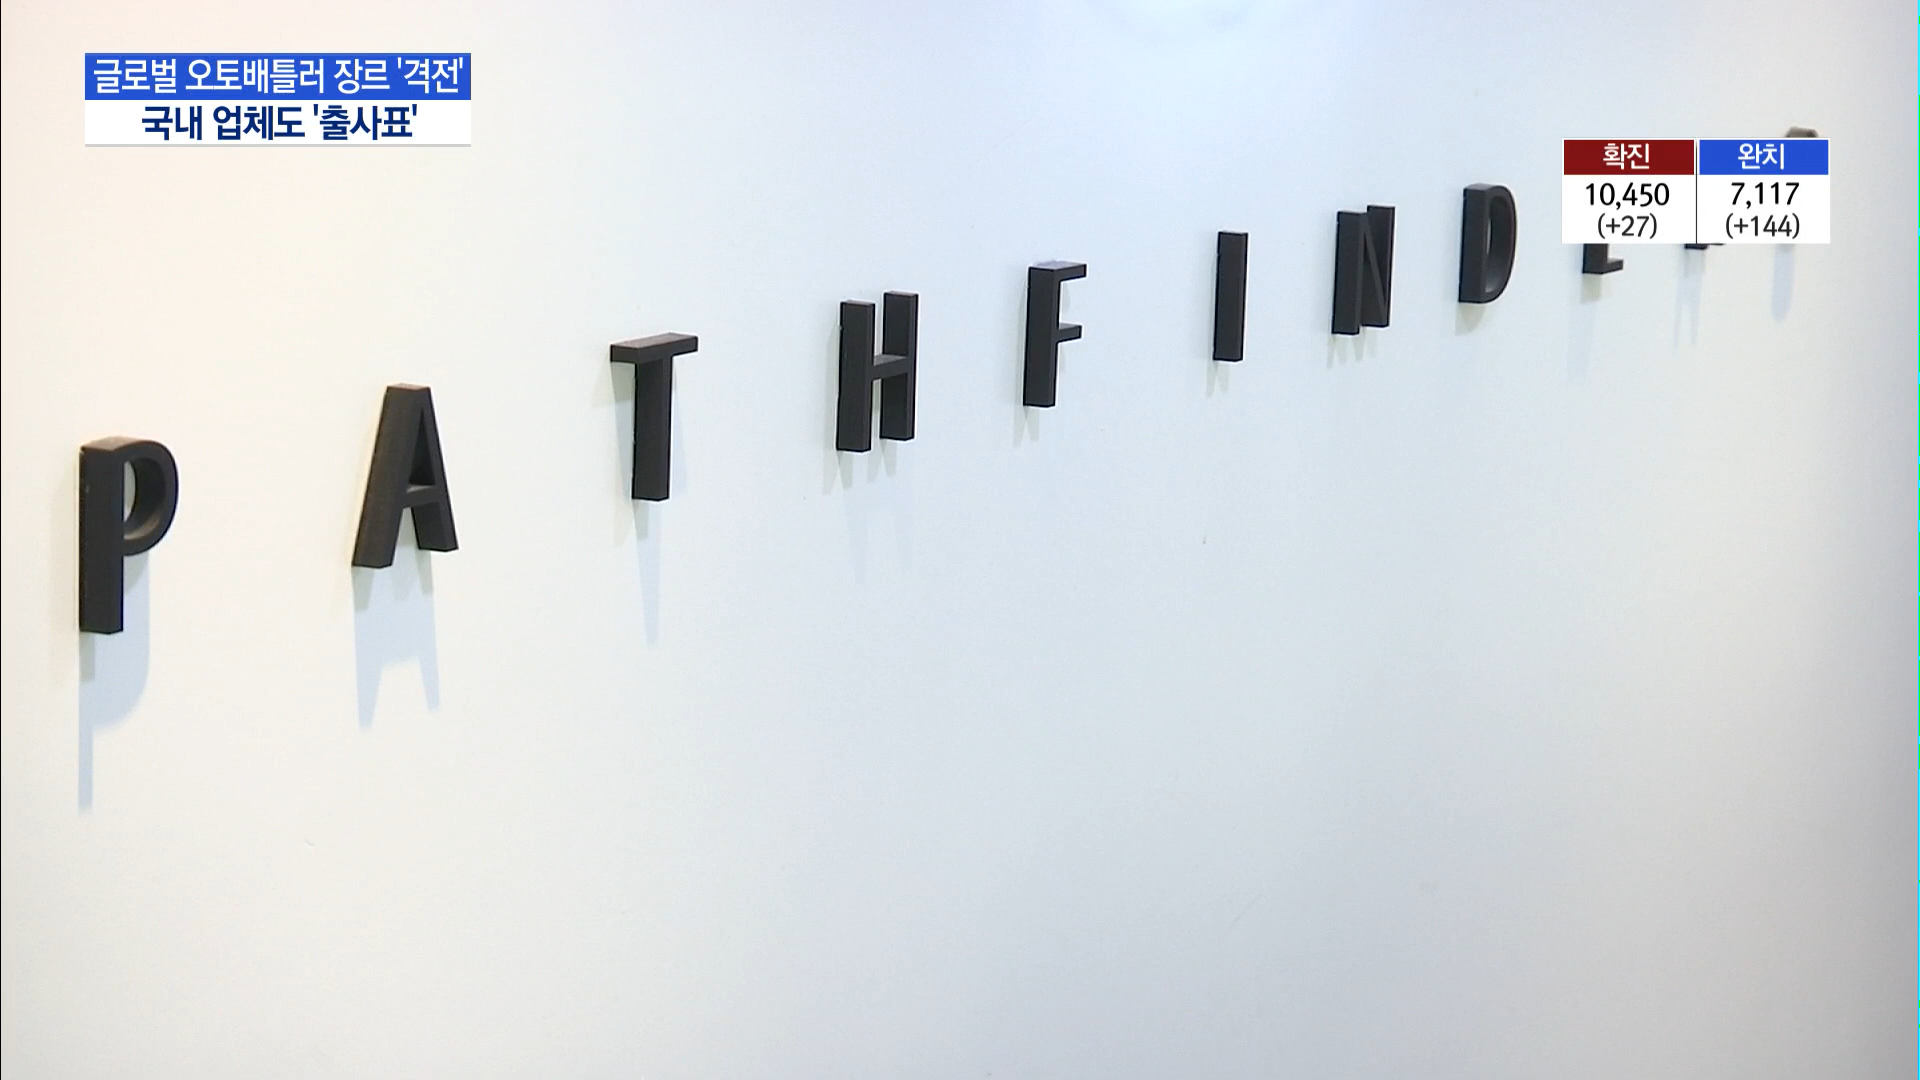 글로벌 오토배틀러 장르 '격전'
국내 업체도 '출사표'
확진 완치
10,450 7,117
(+27) (+144)
PATHFIND